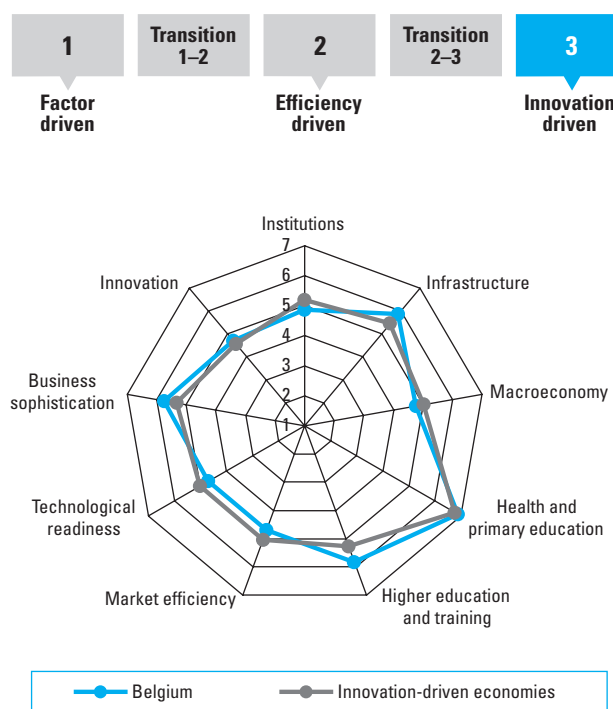 1
Transition
1–2
2
Transition
2–3
3
Factor
driven
Efficiency
driven
Innovation
driven
Institutions
7
6
5
4
3
2
1
Innovation
Infrastructure
Business
sophistication
Macroeconomy
Technological
readiness
Health and
primary education
Market efficiency
Higher education
and training
Belgium
Innovation-driven economies